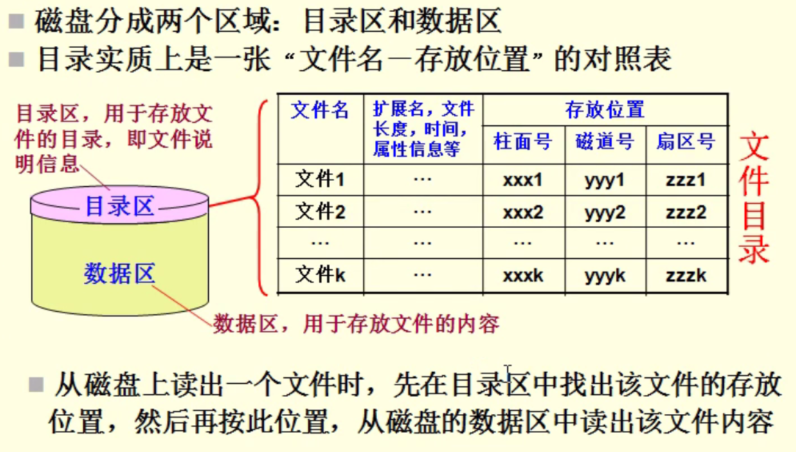 磁盘分成两个区域：目录区和数据区
目录实质上是一张“文件名－存放位置”的对照表
目录区，用于存放文
件的目录，即文件说
明信息
目录区
数据区
数据区，用于存放文件的内容
文件名 扩展名，文件 存放位置
长度，时间，
属性信息等 柱面号 磁道号 扇区号
文件1 … xxx1 yyy1 zzz1
文件2 … xxx2 yyy2 zzz2
… … … … …
文件k … xxxk yyyk zzzk
文件目录
从磁盘上读出一个文件时，先在目录区中找出该文件的存放
位置，然后再按此位置，从磁盘的数据区中读出该文件内容